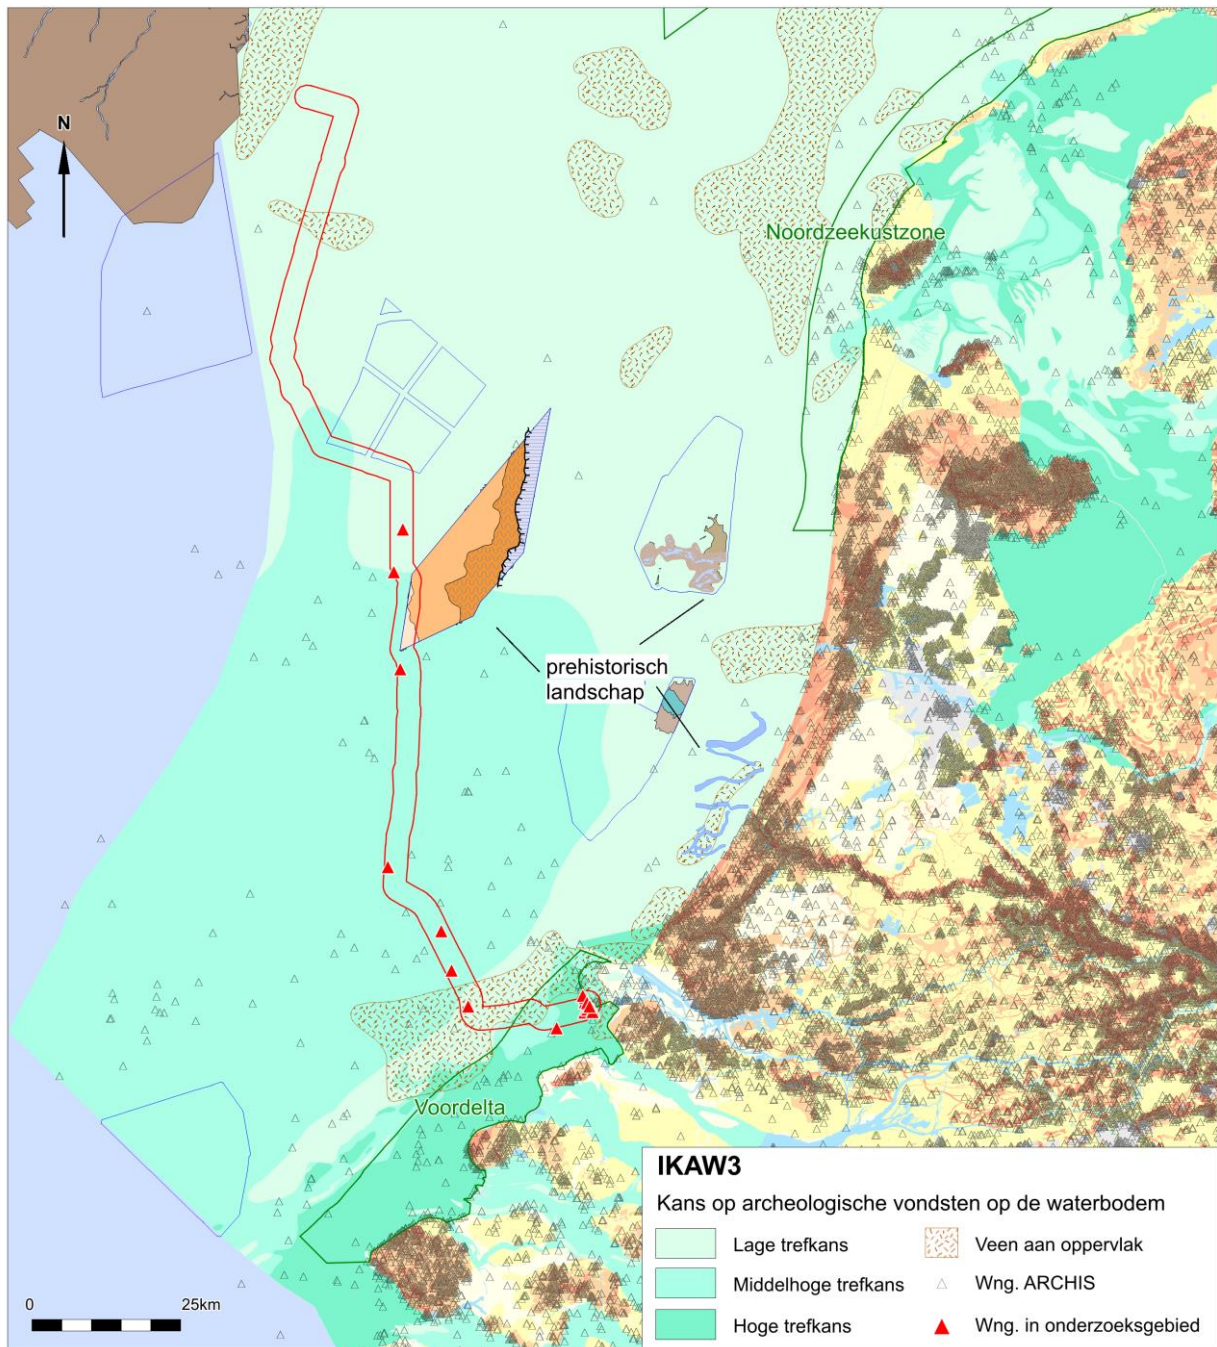 N
Noordzeekustzone
prehistorisch
landschap
Voordelta
0
25km
IKAW3
Kans op archeologische vondsten op de waterbodem
Lage trefkans
Veen aan oppervlak
Middelhoge trefkans
Wng. ARCHIS
Hoge trefkans
Wng. in onderzoeksgebied